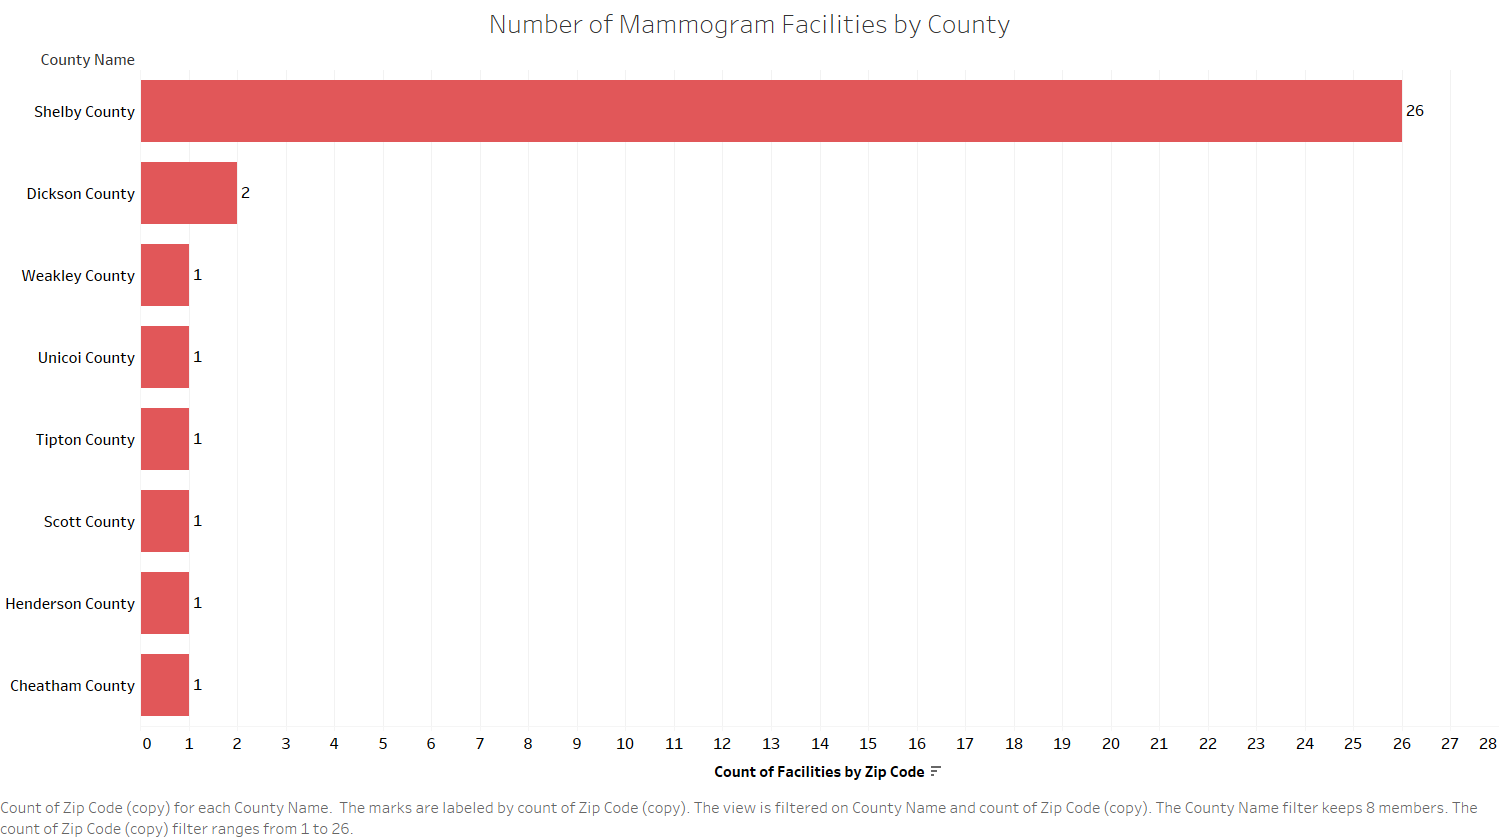 Number of Mammogram Facilities by County
County Name
Shelby County 26
Dickson County 2
Weakley County 1
Unicoi County 1
Tipton County 1
Scott County 1
Henderson County 1
Cheatham County 1
0 1 2 3 4 5 6 7 8 9 10 11 12 13 14 15 16 17 18 19 20 21 22 23 24 25 26 27 28
Count of Facilities by Zip Code
Count of Zip Code (copy) for each County Name. The marks are labeled by count of Zip Code (copy). The view is filtered on County Name and count of Zip Code (copy). The County Name filter keeps 8 members. The
count of Zip Code (copy) filter ranges from 1 to 26.